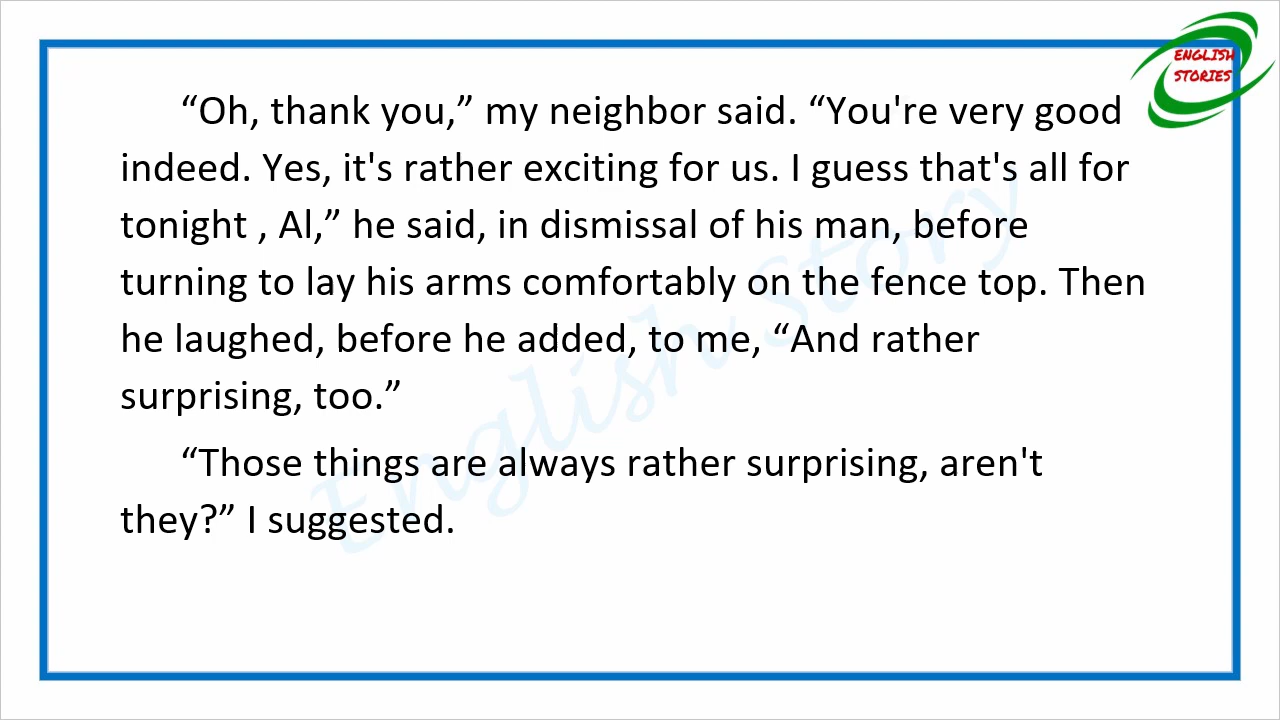 ENGLISH
STORIES
“Oh, thank you,” my neighbor said. “You're very good
indeed. Yes, it's rather exciting for us. I guess that's all for
tonight , Al,” he said, in dismissal of his man, before
turning to lay his arms comfortably on the fence top. Then
he laughed, before he added, to me, “And rather
surprising, too.”
“Those things are always rather surprising, aren't
they?” I suggested.
English Story